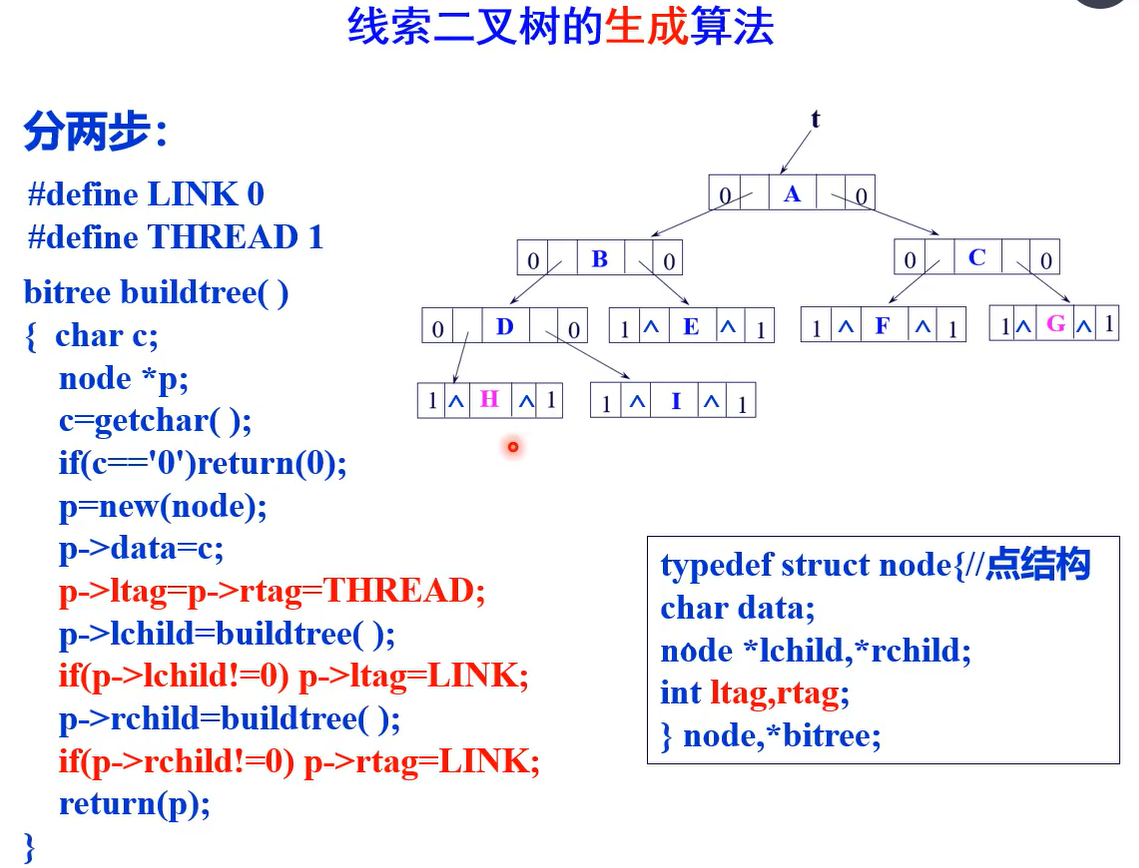 线索二叉树的生成算法
分两步：
#define LINK 0
#define THREAD 1
bitree buildtree( )
{ char c;
node *p;
c=getchar( );
if(c=='0')return(0);
p=new(node);
p->data=c;
p->ltag=p->rtag=THREAD;
p->lchild=buildtree( );
if(p->lchild!=0) p->ltag=LINK;
p->rchild=buildtree( );
if(p->rchild!=0) p->rtag=LINK;
return(p);
}
t
0 A 0
0 B 0
0 C 0
0 D 0
1 ^ E ^ 1
1 ^ F ^ 1
1 ^ G ^ 1
1 ^ H ^ 1
1 ^ I ^ 1
typedef struct node{//点结构
char data;
node *lchild,*rchild;
int ltag,rtag;
} node,*bitree;